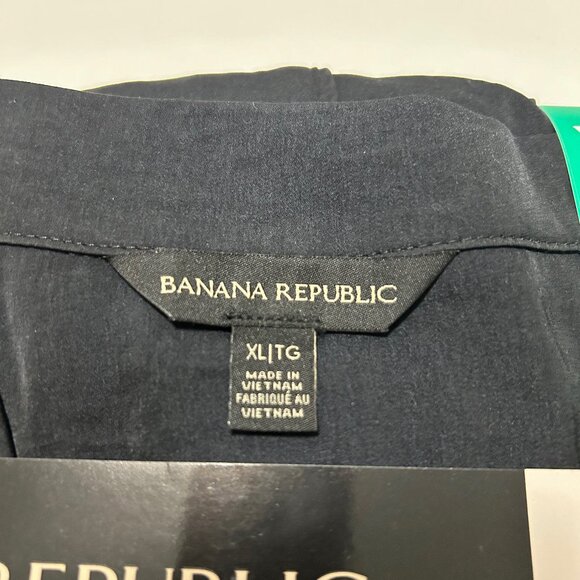 BANANA REPUBLIC
XL|TG
MADE IN
VIETNAM
FABRIQUÉ AU
VIETNAM
REPUBLIC